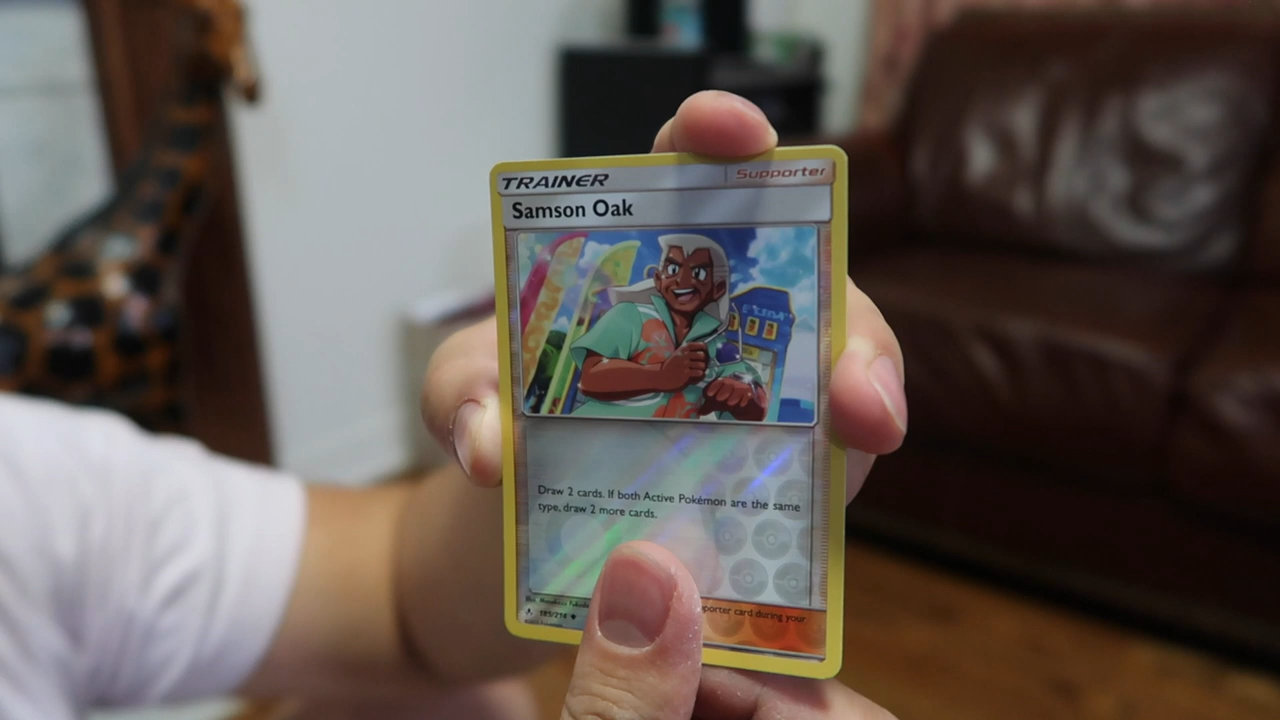 TRAINER Supporter
Samson Oak
Draw 2 cards. If both Active Pokémon are the same
type, draw 2 more cards.
porter card during your
185/214